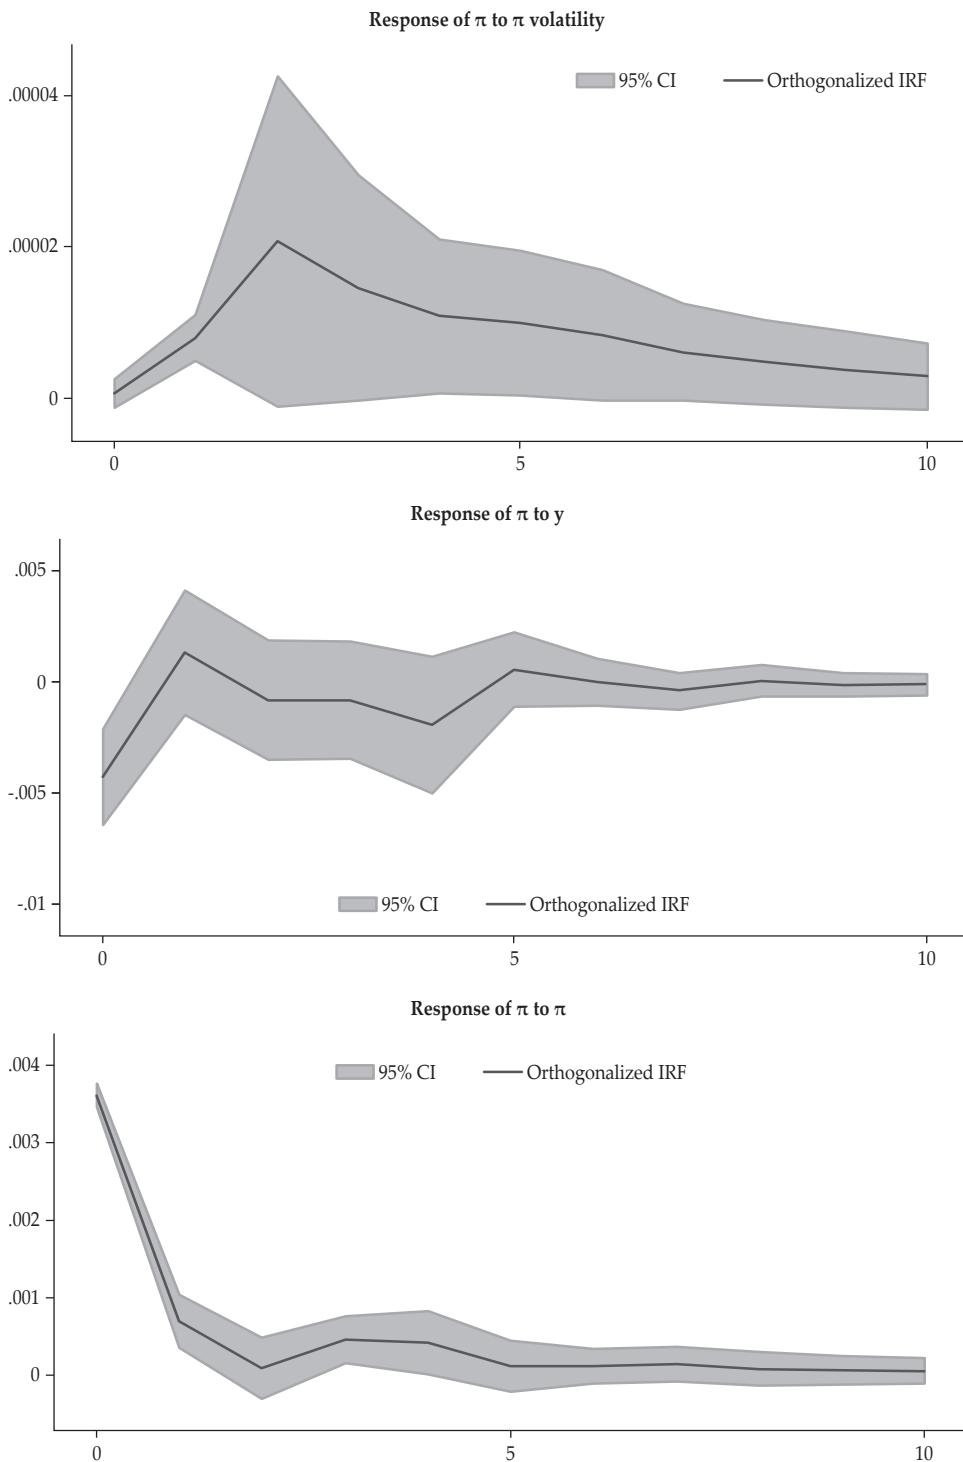 Response of π to π volatility
95% CI Orthogonalized IRF
.00004
.00002
0
0 5 10
Response of π to y
.005
0
-.005
-.01
95% CI Orthogonalized IRF
0 5 10
Response of π to π
.004
95% CI Orthogonalized IRF
.003
.002
.001
0
0 5 10